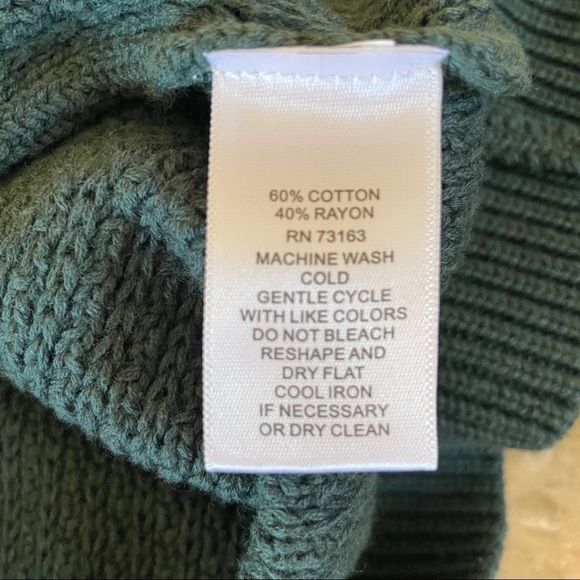 60% COTTON
40% RAYON
RN 73163
MACHINE WASH
COLD
GENTLE CYCLE
WITH LIKE COLORS
DO NOT BLEACH
RESHAPE AND
DRY FLAT
COOL IRON
IF NECESSARY
OR DRY CLEAN